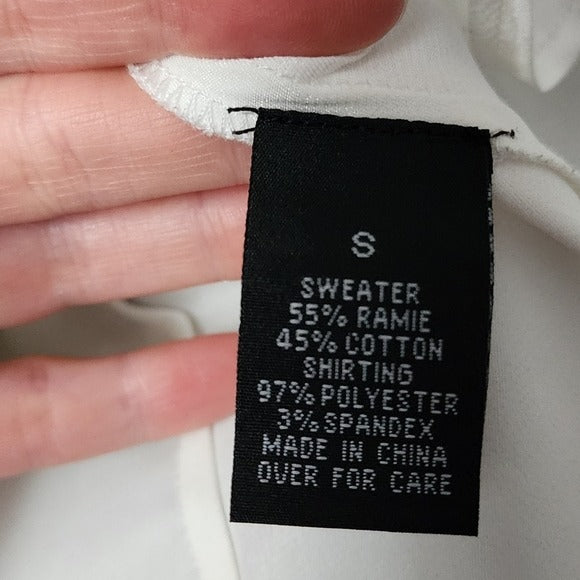 S
SWEATER
55% RAMIE
45% COTTON
SHIRTING
97% POLYESTER
3% SPANDEX
MADE IN CHINA
OVER FOR CARE